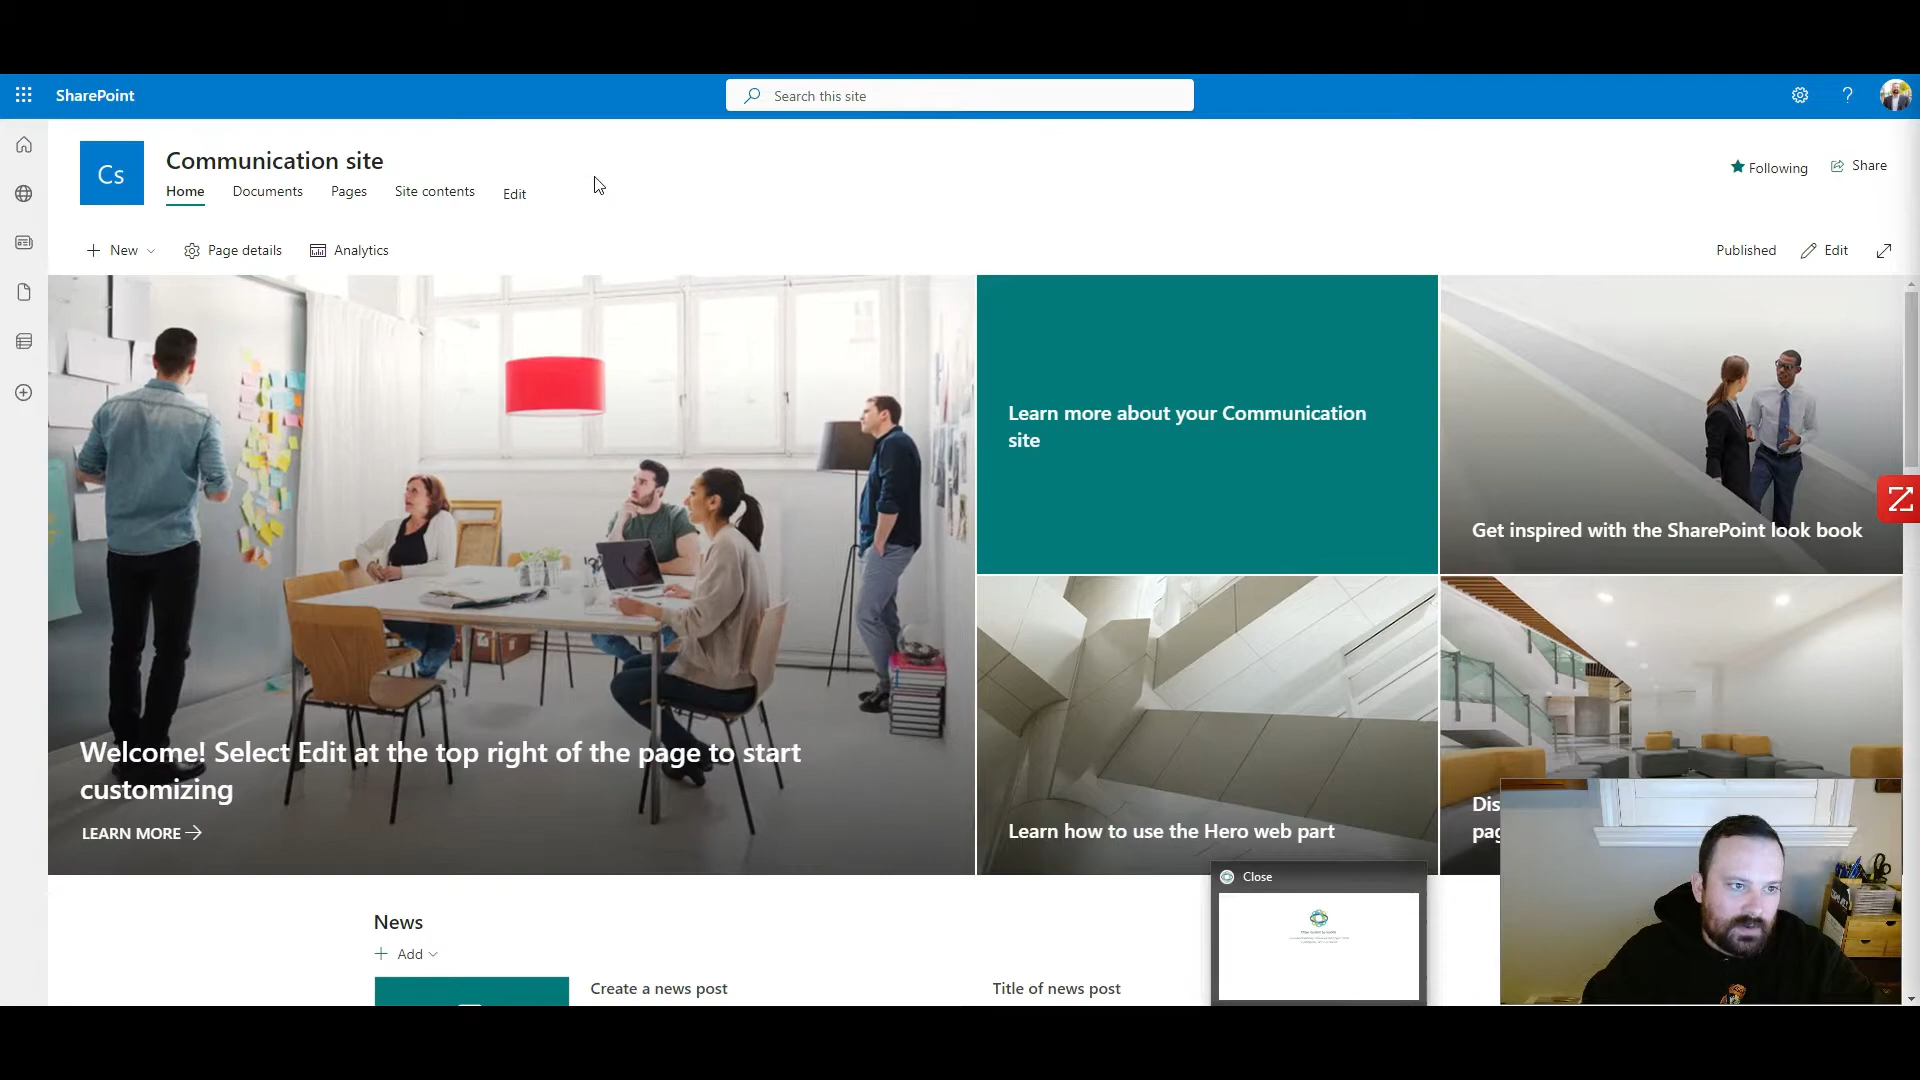 SharePoint
Search this site
Cs
Communication site
Home Documents Pages Site contents Edit
Following Share
New Page details Analytics
Published Edit
Learn more about your Communication
site
Get inspired with the SharePoint look book
Welcome! Select Edit at the top right of the page to start
customizing
LEARN MORE
Learn how to use the Hero web part
Dis
pag
Close
News
Add
Create a news post
Title of news post